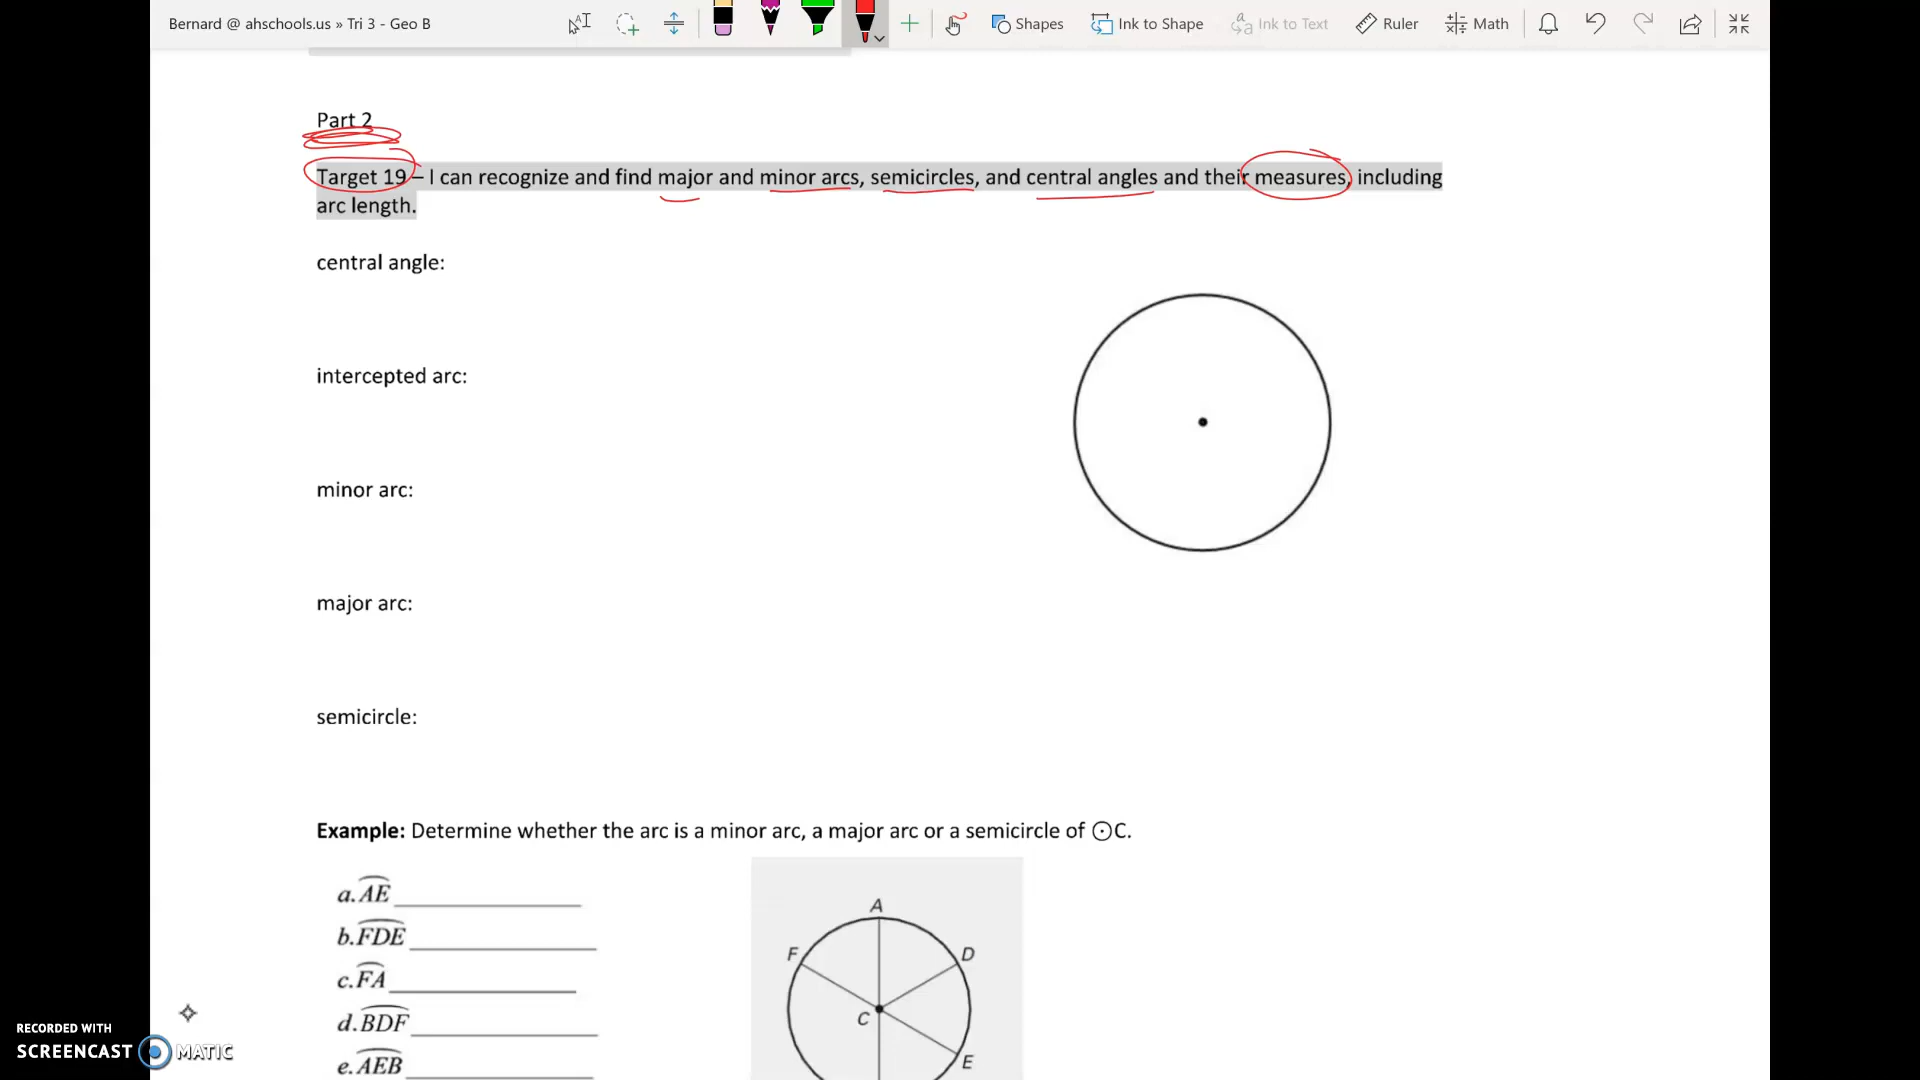 Bernard @ ahschools.us » Tri 3 - Geo B
Shapes
Ink to Shape
Ink to Text
Ruler
Math
Part 2
Target 19 – I can recognize and find major and minor arcs, semicircles, and central angles and their measures, including
arc length.
central angle:
intercepted arc:
minor arc:
major arc:
semicircle:
Example: Determine whether the arc is a minor arc, a major arc or a semicircle of ⨀C.
a. AE
b. FDE
c. FA
d. BDF
e. AEB
A
F
D
C
E
RECORDED WITH
SCREENCAST MATIC